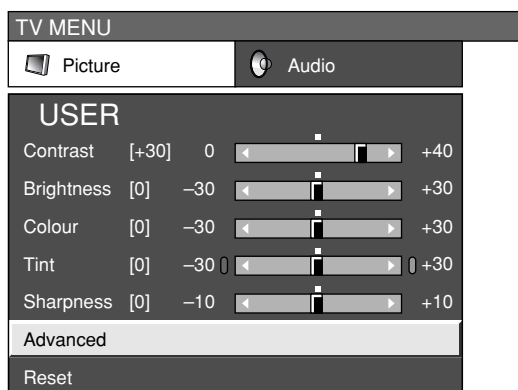 TV MENU
Picture
Audio
USER
Contrast [+30] 0 +40
Brightness [0] –30 +30
Colour [0] –30 +30
Tint [0] –30 +30
Sharpness [0] –10 +10
Advanced
Reset